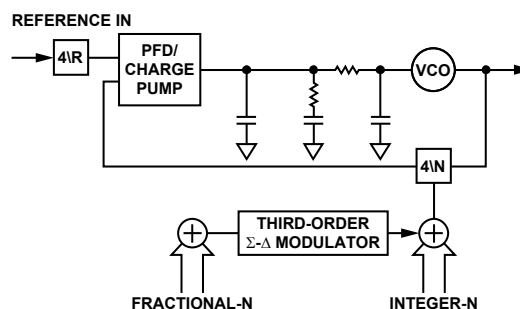 REFERENCE IN
4\R
PFD/
CHARGE
PUMP
VCO
4\N
THIRD-ORDER
Σ-Δ MODULATOR
FRACTIONAL-N
INTEGER-N